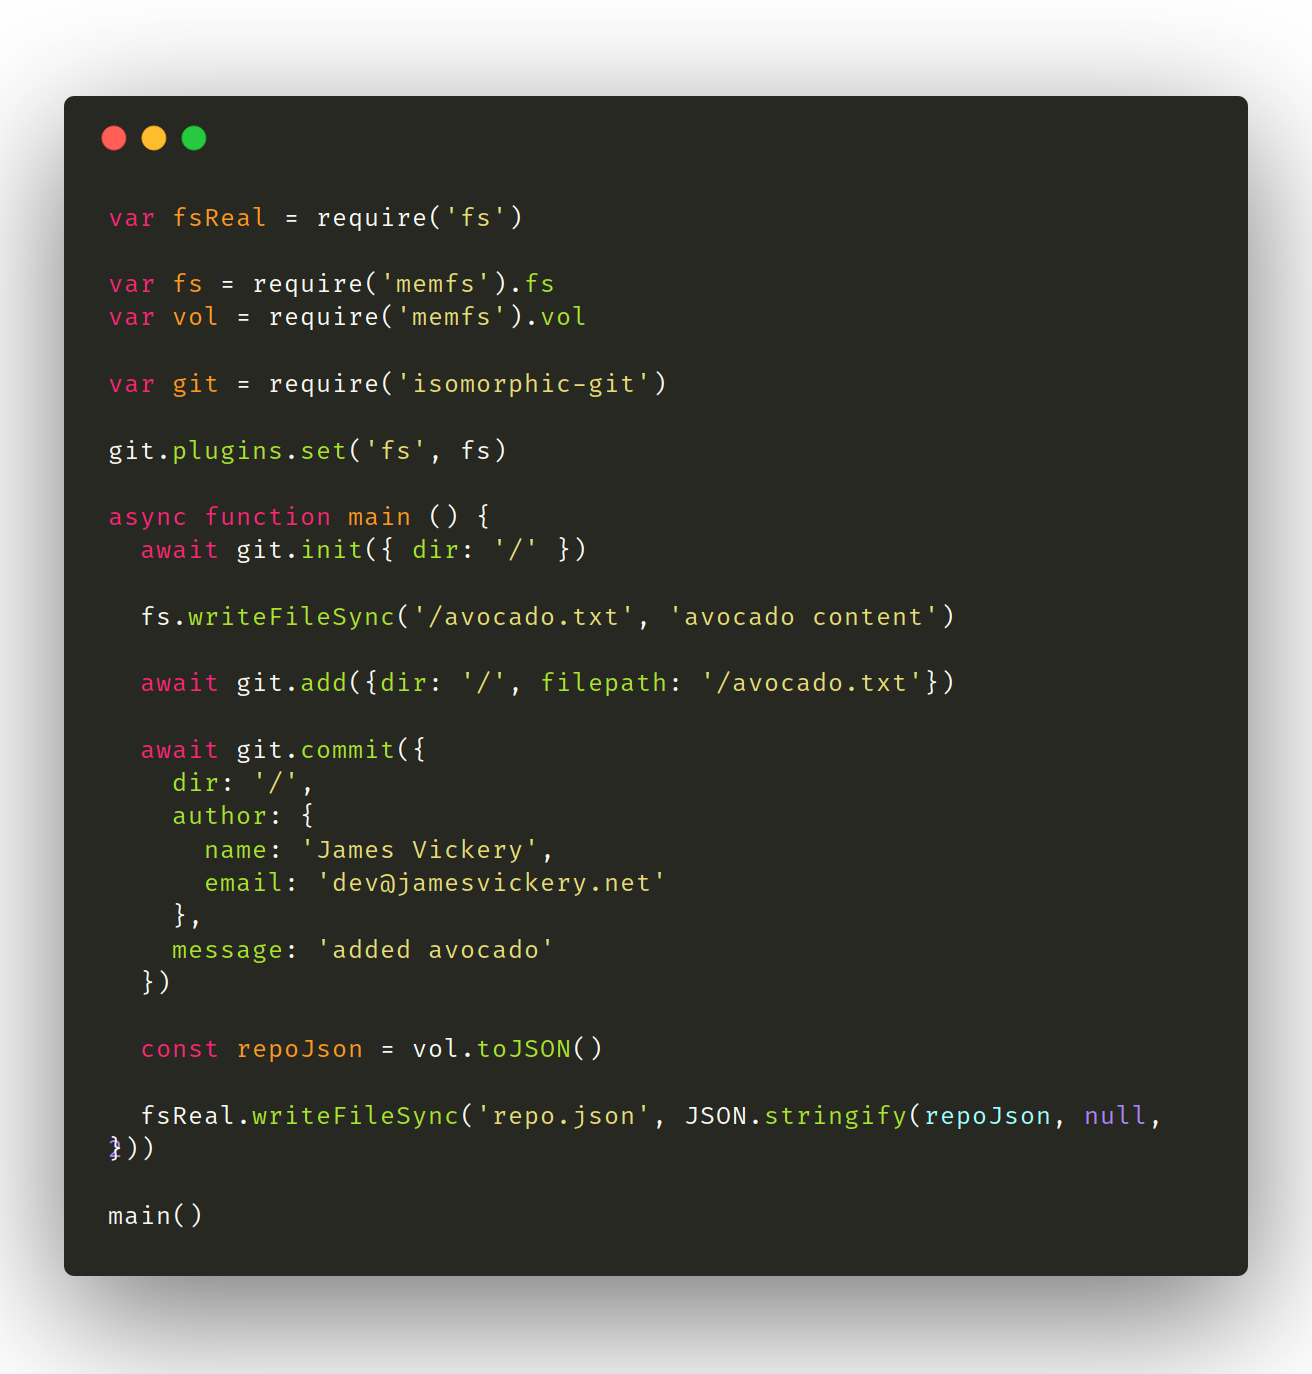 var fsReal = require('fs')
var fs = require('memfs').fs
var vol = require('memfs').vol
var git = require('isomorphic-git')
git.plugins.set('fs', fs)
async function main () {
  await git.init({ dir: '/' })
  fs.writeFileSync('/avocado.txt', 'avocado content')
  await git.add({dir: '/', filepath: '/avocado.txt'})
  await git.commit({
    dir: '/',
    author: {
      name: 'James Vickery',
      email: 'dev@jamesvickery.net'
    },
    message: 'added avocado'
  })
  const repoJson = vol.toJSON()
  fsReal.writeFileSync('repo.json', JSON.stringify(repoJson, null,
2))
}
main()